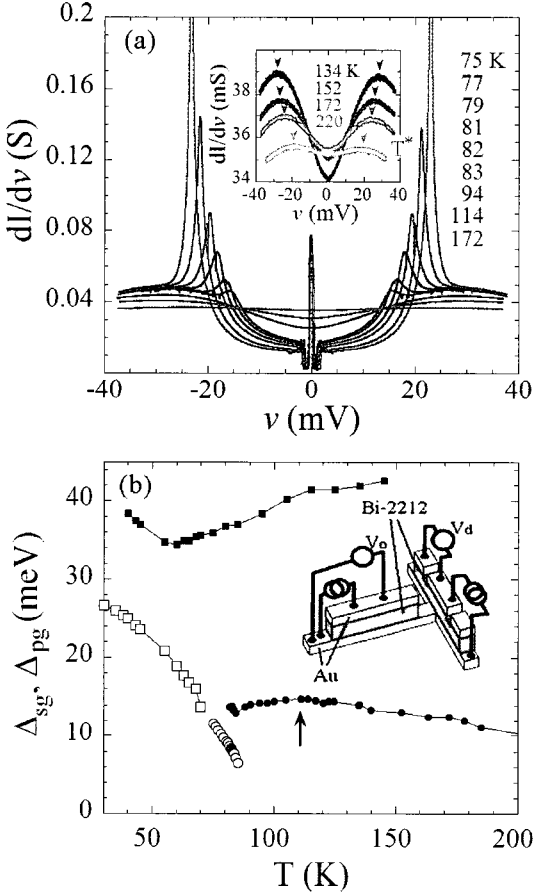 (a)
0.2
0.16
0.12
0.08
0.04
dI/dv (S)
-40 -20 0 20 40
v (mV)
75 K
77
79
81
82
83
94
114
172
134 K
152
172
220
T*
38
36
34
dI/dv (mS)
-40 -20 0 20 40
v (mV)
(b)
40
30
20
10
0
Δsg, Δpg (meV)
50 100 150 200
T (K)
Bi-2212
Vo
Vd
Au